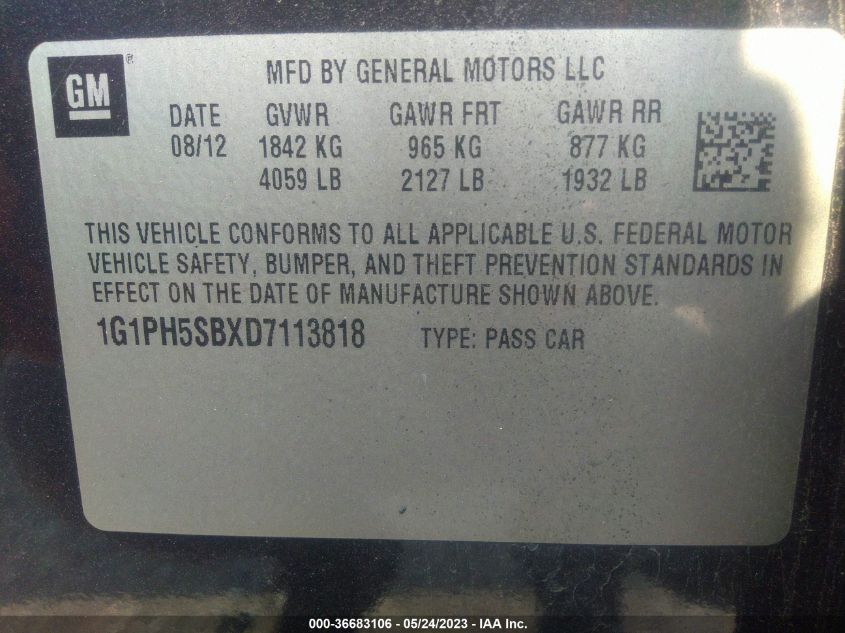 GM®
MFD BY GENERAL MOTORS LLC
DATE GVWR GAWR FRT GAWR RR
08/12 1842 KG 965 KG 877 KG
4059 LB 2127 LB 1932 LB
THIS VEHICLE CONFORMS TO ALL APPLICABLE U.S. FEDERAL MOTOR
VEHICLE SAFETY, BUMPER, AND THEFT PREVENTION STANDARDS IN
EFFECT ON THE DATE OF MANUFACTURE SHOWN ABOVE.
1G1PH5SBXD7113818 TYPE: PASS CAR
000-36683106 - 05/24/2023 - IAA Inc.